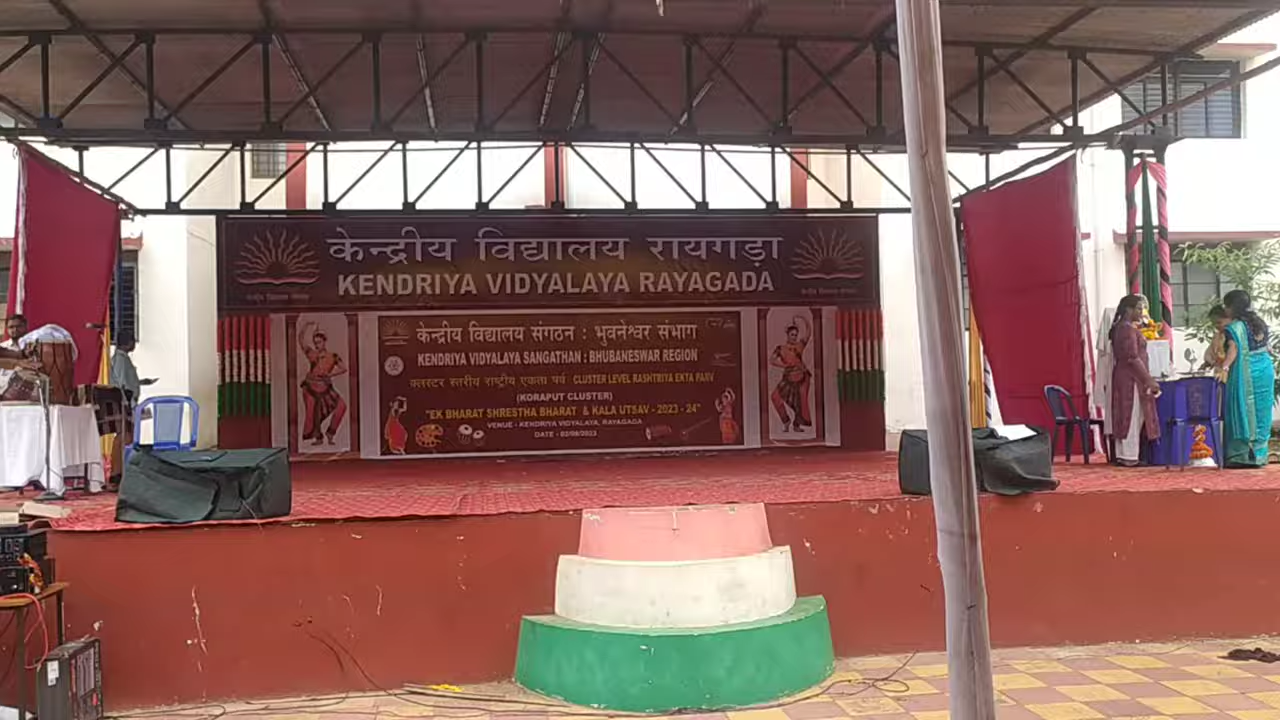 केन्द्रीय विद्यालय रायगड़ा
KENDRIYA VIDYALAYA RAYAGADA
केन्द्रीय विद्यालय संगठन : भुवनेश्वर संभाग
KENDRIYA VIDYALAYA SANGATHAN : BHUBANESWAR REGION
क्लस्टर स्तरीय राष्ट्रीय एकता पर्व CLUSTER LEVEL RASHTRIYA EKTA PARV
(KORAPUT CLUSTER)
"EK BHARAT SHRESTHA BHARAT & KALA UTSAV - 2023 - 24"
VENUE - KENDRIYA VIDYALAYA, RAYAGADA
DATE - 02/08/2023